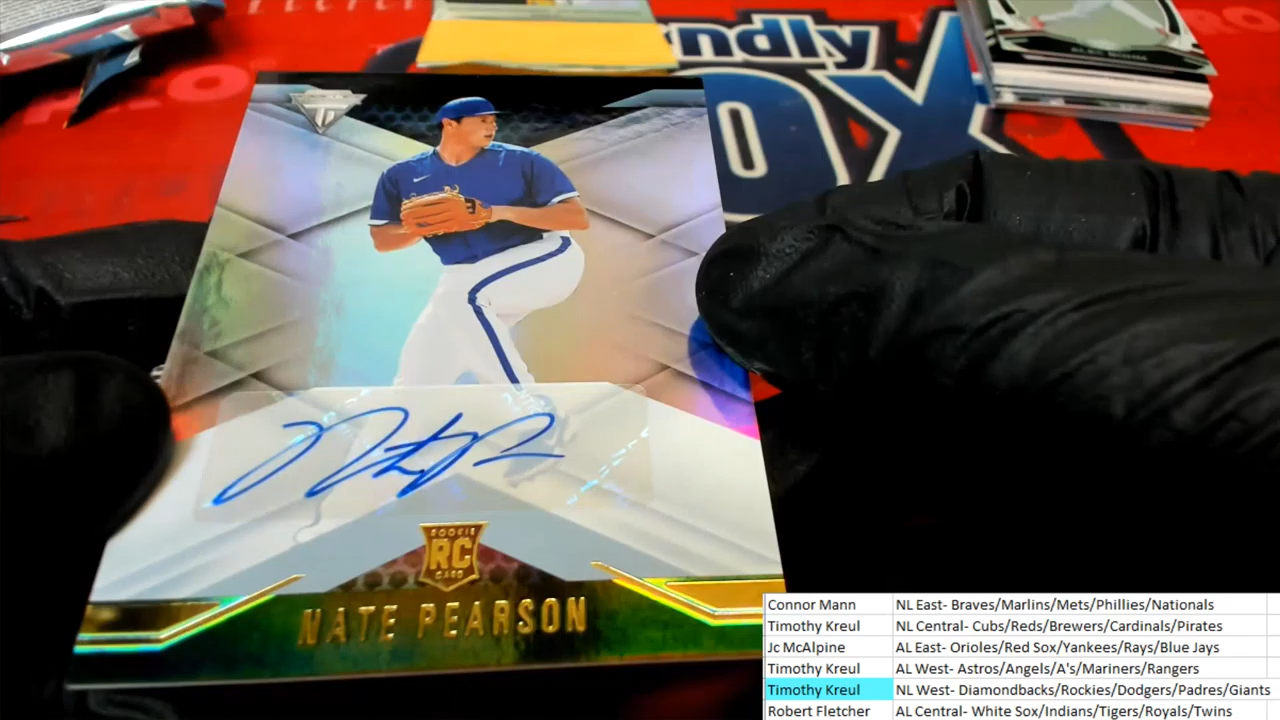 ndly
OX
ROOKIE
RC
CARD
NATE PEARSON
Connor Mann NL East- Braves/Marlins/Mets/Phillies/Nationals
Timothy Kreul NL Central- Cubs/Reds/Brewers/Cardinals/Pirates
Jc McAlpine AL East- Orioles/Red Sox/Yankees/Rays/Blue Jays
Timothy Kreul AL West- Astros/Angels/A's/Mariners/Rangers
Timothy Kreul NL West- Diamondbacks/Rockies/Dodgers/Padres/Giants
Robert Fletcher AL Central- White Sox/Indians/Tigers/Royals/Twins